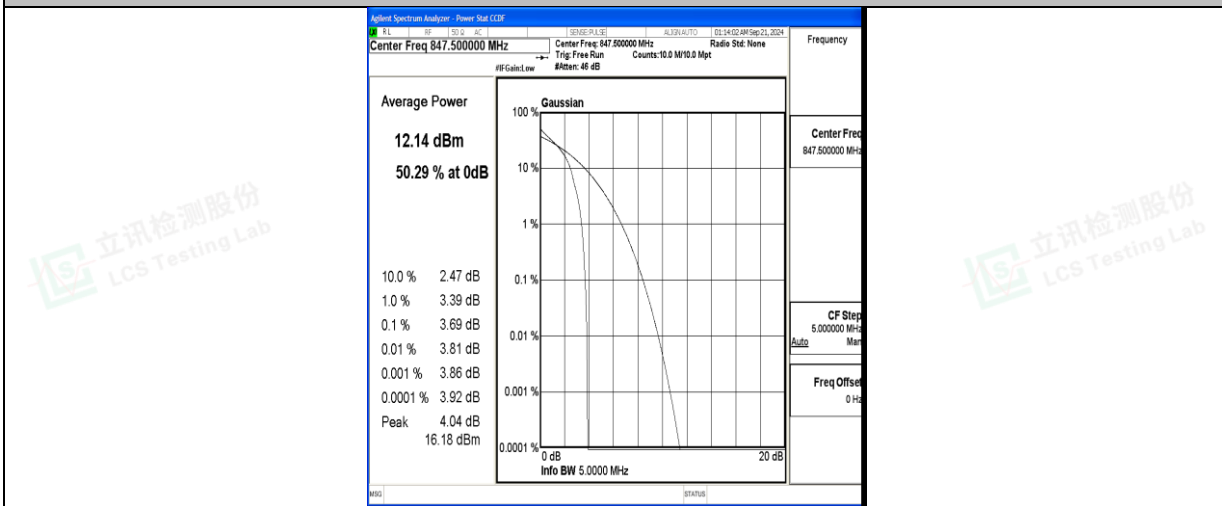 Agilent Spectrum Analyzer - Power Stat CCDF
RL RF 50 Ω AC SENSE:PULSE ALIGNAUTO 01:14:02 AM Sep 21, 2024
Center Freq 847.500000 MHz
Center Freq: 847.500000 MHz Radio Std: None
Trig: Free Run Counts:10.0 M/10.0 Mpt
#IFGain:Low #Atten: 46 dB
Frequency
Average Power
12.14 dBm
50.29 % at 0dB
10.0 % 2.47 dB
1.0 % 3.39 dB
0.1 % 3.69 dB
0.01 % 3.81 dB
0.001 % 3.86 dB
0.0001 % 3.92 dB
Peak 4.04 dB
16.18 dBm
Gaussian
100 %
10 %
1 %
0.1 %
0.01 %
0.001 %
0.0001 %
0 dB 20 dB
Info BW 5.0000 MHz
Center Freq
847.500000 MHz
CF Step
5.000000 MHz
Auto Man
Freq Offset
0 Hz
MSG STATUS
立讯检测股份
LCS Testing Lab
立讯检测股份
LCS Testing Lab